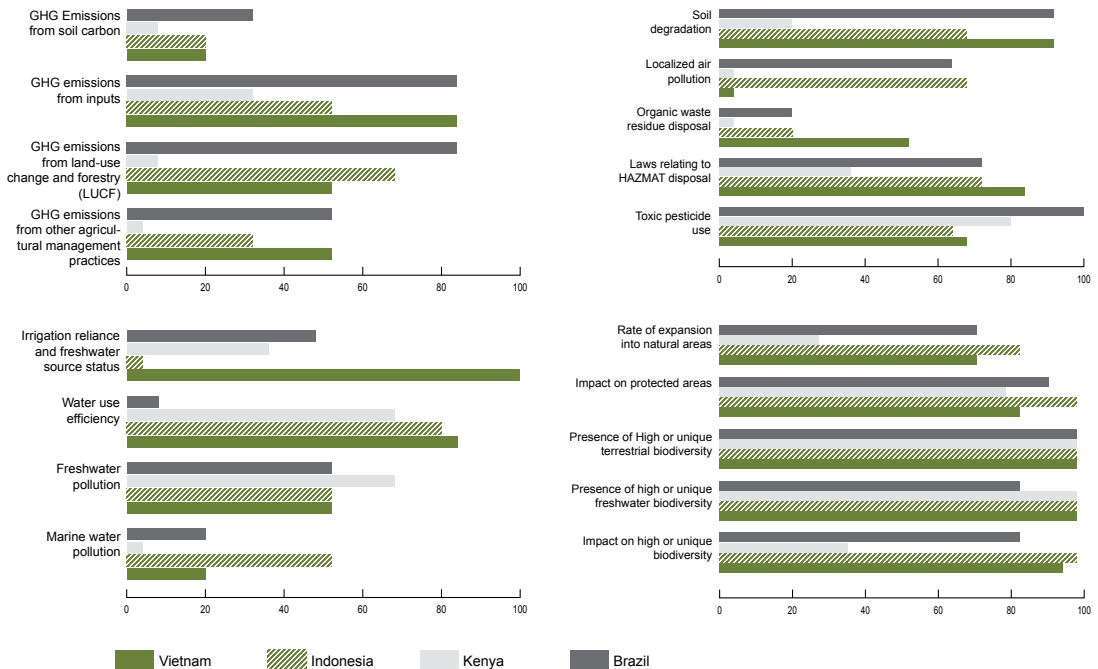 GHG Emissions
from soil carbon
GHG emissions
from inputs
GHG emissions
from land-use
change and forestry
(LUCF)
GHG emissions
from other agricul-
tural management
practices
0 20 40 60 80 100
Soil
degradation
Localized air
pollution
Organic waste
residue disposal
Laws relating to
HAZMAT disposal
Toxic pesticide
use
0 20 40 60 80 100
Irrigation reliance
and freshwater
source status
Water use
efficiency
Freshwater
pollution
Marine water
pollution
0 20 40 60 80 100
Rate of expansion
into natural areas
Impact on protected areas
Presence of High or unique
terrestrial biodiversity
Presence of high or unique
freshwater biodiversity
Impact on high or unique
biodiversity
0 20 40 60 80 100
Vietnam Indonesia Kenya Brazil